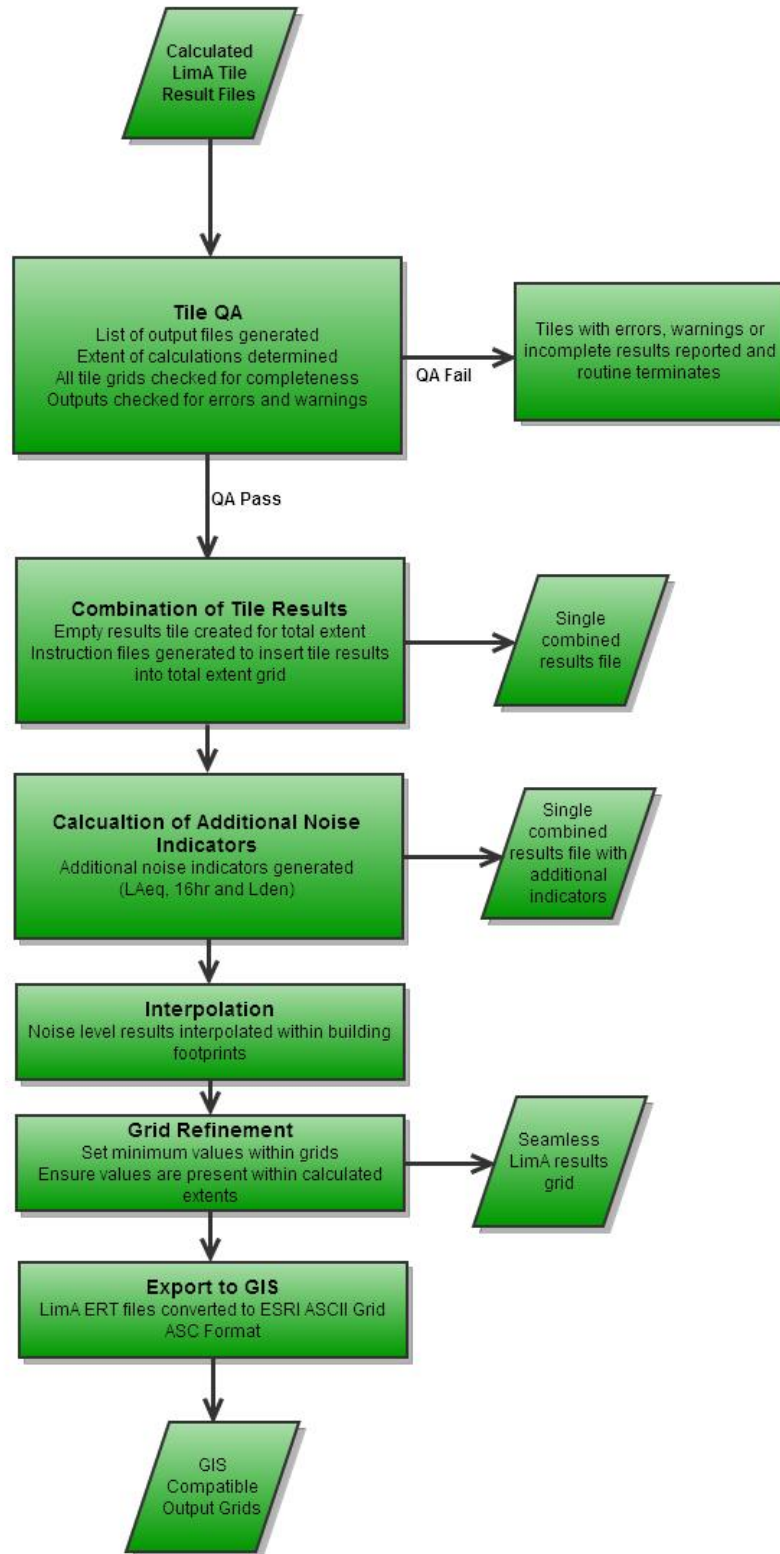 Calculated
LimA Tile
Result Files
Tile QA
List of output files generated
Extent of calculations determined
All tile grids checked for completeness
Outputs checked for errors and warnings
QA Fail
Tiles with errors, warnings or
incomplete results reported and
routine terminates
QA Pass
Combination of Tile Results
Empty results tile created for total extent
Instruction files generated to insert tile results
into total extent grid
Single
combined
results file
Calcualtion of Additional Noise
Indicators
Additional noise indicators generated
(LAeq, 16hr and Lden)
Single
combined
results file with
additional
indicators
Interpolation
Noise level results interpolated within building
footprints
Grid Refinement
Set minimum values within grids
Ensure values are present within calculated
extents
Seamless
LimA results
grid
Export to GIS
LimA ERT files converted to ESRI ASCII Grid
ASC Format
GIS
Compatible
Output Grids